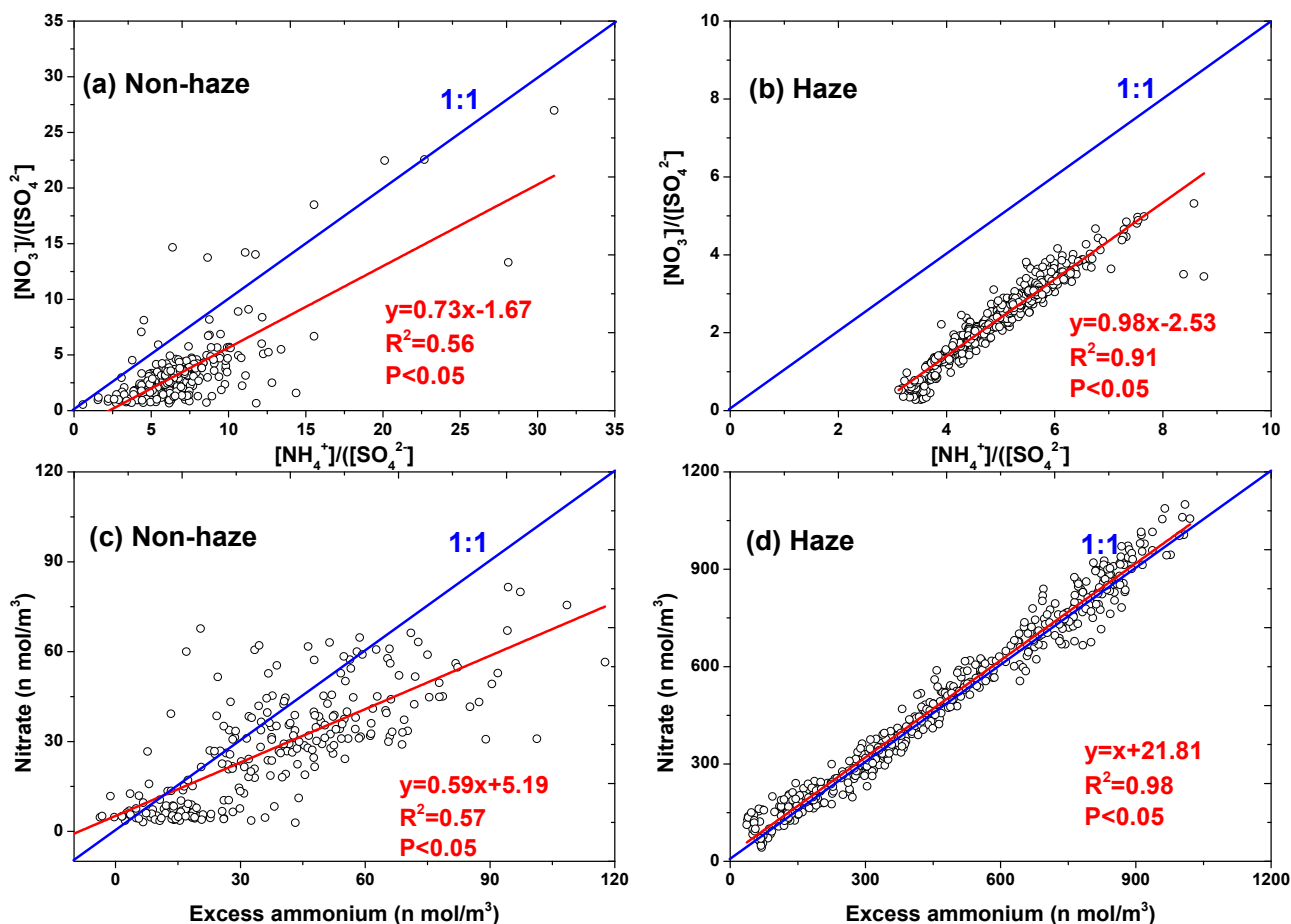 35
30
25
20
15
10
5
0
(a) Non-haze
1:1
y=0.73x-1.67
R²=0.56
P<0.05
[NO₃⁻]/([SO₄²⁻]
0 5 10 15 20 25 30 35
[NH₄⁺]/([SO₄²⁻]
10
8
6
4
2
0
(b) Haze
1:1
y=0.98x-2.53
R²=0.91
P<0.05
[NO₃⁻]/([SO₄²⁻]
0 2 4 6 8 10
[NH₄⁺]/([SO₄²⁻]
120
90
60
30
0
(c) Non-haze
1:1
y=0.59x+5.19
R²=0.57
P<0.05
Nitrate (n mol/m³)
0 30 60 90 120
Excess ammonium (n mol/m³)
1200
900
600
300
0
(d) Haze
1:1
y=x+21.81
R²=0.98
P<0.05
Nitrate (n mol/m³)
0 300 600 900 1200
Excess ammonium (n mol/m³)